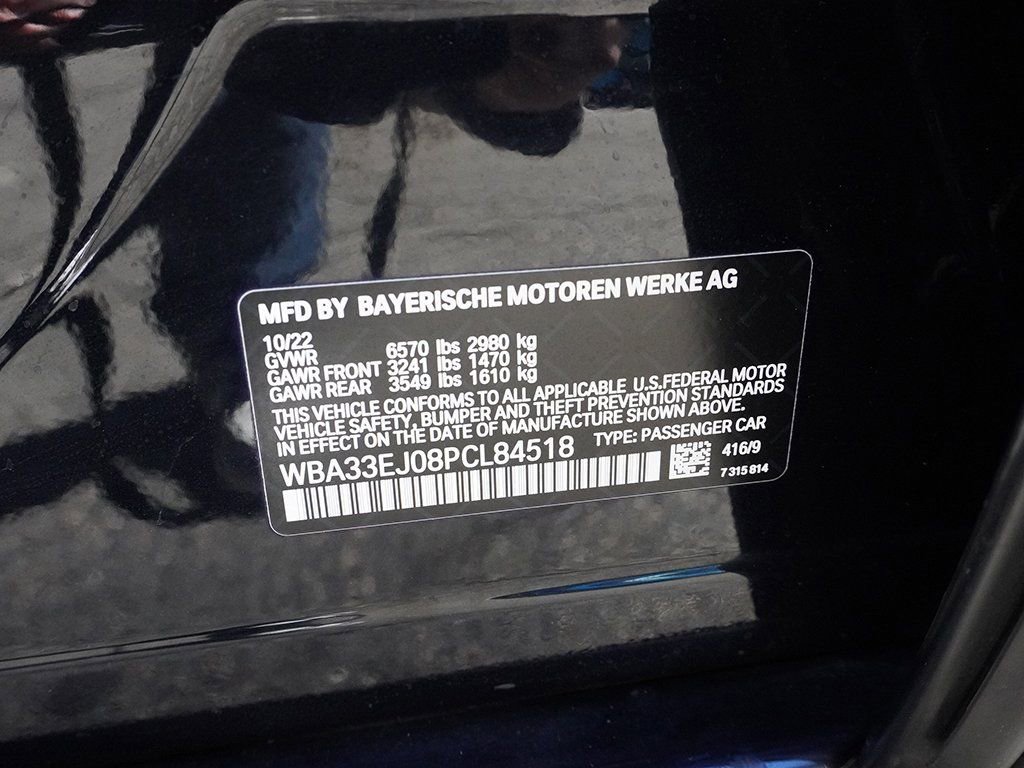 MFD BY BAYERISCHE MOTOREN WERKE AG
10/22
GVWR 6570 lbs 2980 kg
GAWR FRONT 3241 lbs 1470 kg
GAWR REAR 3549 lbs 1610 kg
THIS VEHICLE CONFORMS TO ALL APPLICABLE U.S.FEDERAL MOTOR
VEHICLE SAFETY, BUMPER AND THEFT PREVENTION STANDARDS
IN EFFECT ON THE DATE OF MANUFACTURE SHOWN ABOVE.
WBA33EJ08PCL84518 TYPE: PASSENGER CAR
416/9
7 315 814